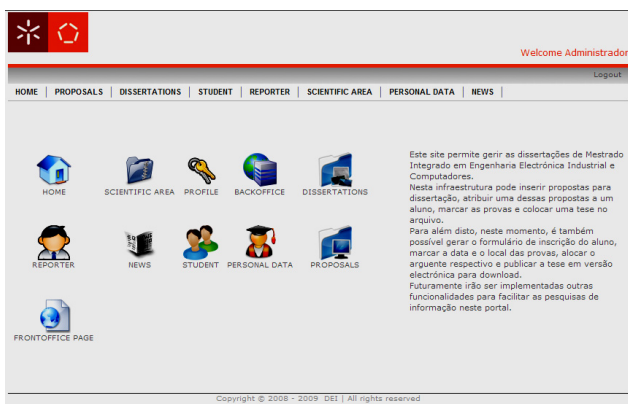 Welcome Administrador
Logout
HOME | PROPOSALS | DISSERTATIONS | STUDENT | REPORTER | SCIENTIFIC AREA | PERSONAL DATA | NEWS |
HOME SCIENTIFIC AREA PROFILE BACKOFFICE DISSERTATIONS
REPORTER NEWS STUDENT PERSONAL DATA PROPOSALS
FRONTOFFICE PAGE
Este site permite gerir as dissertações de Mestrado
Integrado em Engenharia Electrónica Industrial e
Computadores.
Nesta infraestrutura pode inserir propostas para
dissertação, atribuir uma dessas propostas a um
aluno, marcar as provas e colocar uma tese no
arquivo.
Para além disto, neste momento, é também
possível gerar o formulário de inscrição do aluno,
marcar a data e o local das provas, alocar o
arguente respectivo e publicar a tese em versão
electrónica para download.
Futuramente irão ser implementadas outras
funcionalidades para facilitar as pesquisas de
informação neste portal.
Copyright © 2008 - 2009 DEI | All rights reserved